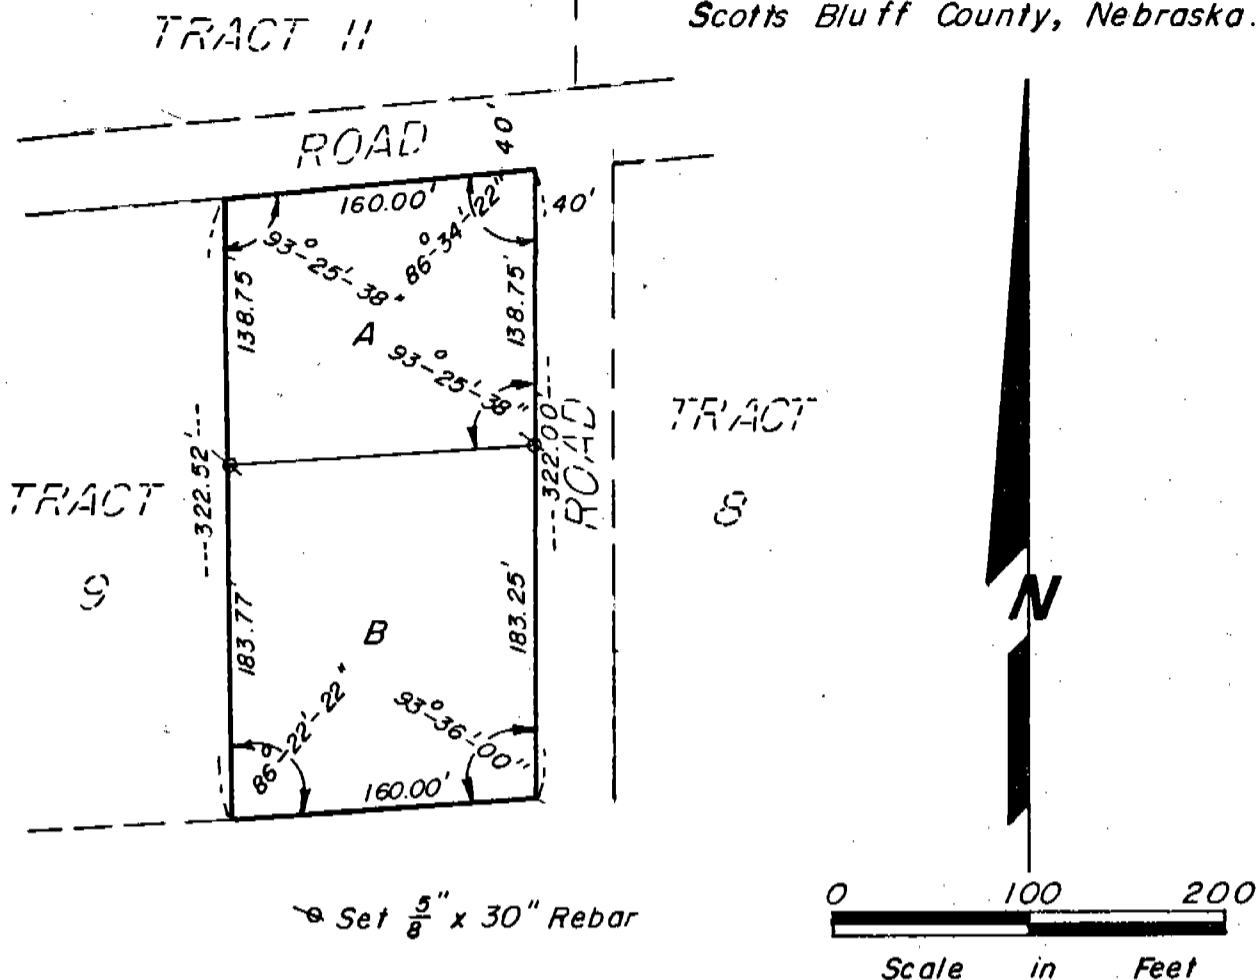 Scotts Bluff County, Nebraska.
TRACT 11
ROAD
40'
160.00'
40'
93°-25'-38"
86°-34'-22"
138.75'
138.75'
A
93°-25'-38"
---322.00'---
ROAD
TRACT
8
---322.52'---
TRACT
9
N
183.77'
183.25'
B
86°-22'-22"
93°-36'-00"
160.00'
Set 5/8" x 30" Rebar
0 100 200
Scale in Feet